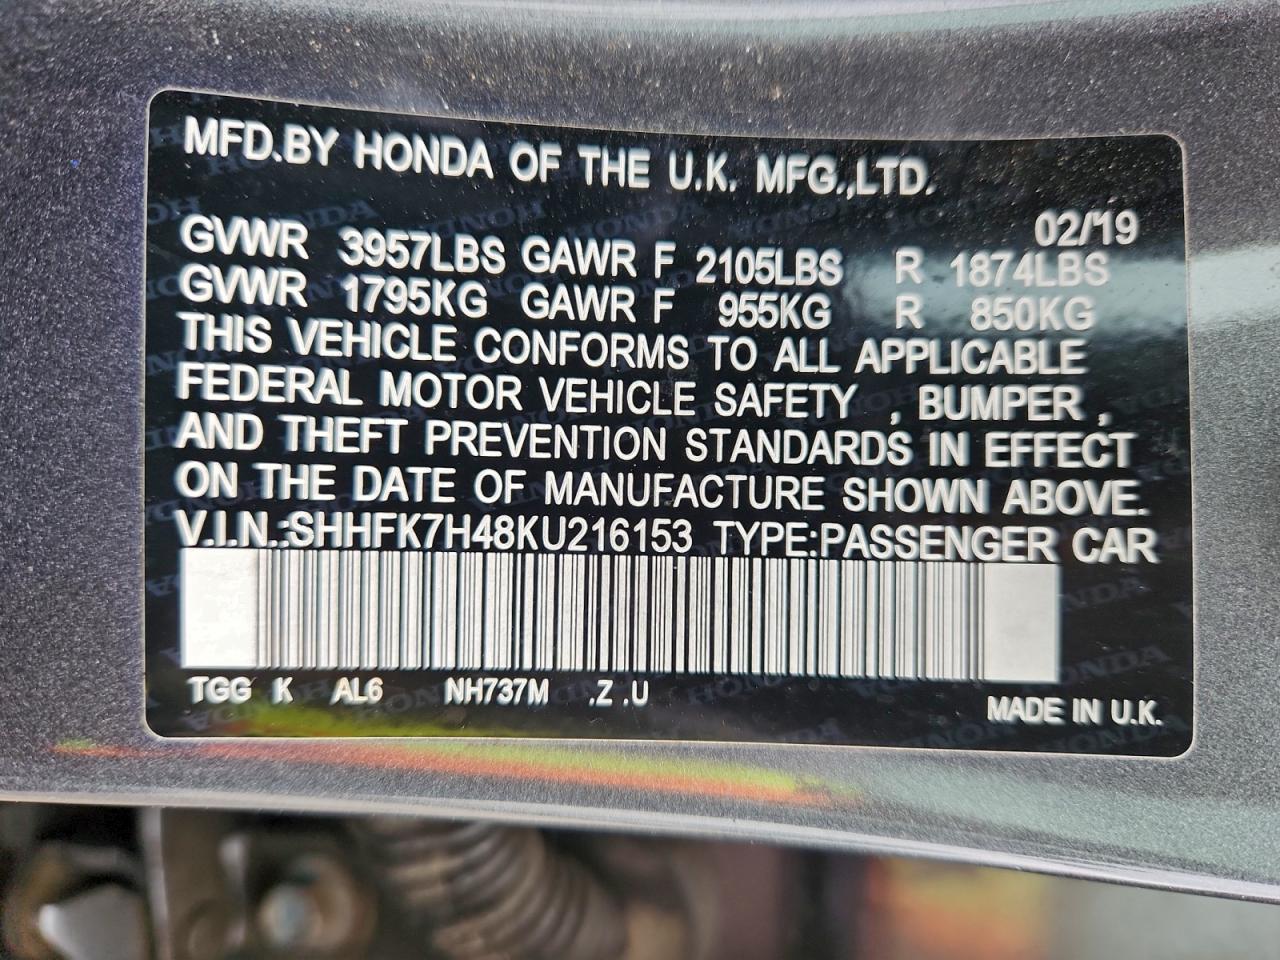 MFD.BY HONDA OF THE U.K. MFG.,LTD.
02/'19
GVWR 3957LBS GAWR F 2105LBS R 1874LBS
GVWR 1795KG GAWR F 955KG R 850KG
THIS VEHICLE CONFORMS TO ALL APPLICABLE
FEDERAL MOTOR VEHICLE SAFETY , BUMPER ,
AND THEFT PREVENTION STANDARDS IN EFFECT
ON THE DATE OF MANUFACTURE SHOWN ABOVE.
V.I.N.:SHHFK7H48KU216153 TYPE:PASSENGER CAR
TGG K AL6 NH737M .Z .U
MADE IN U.K.